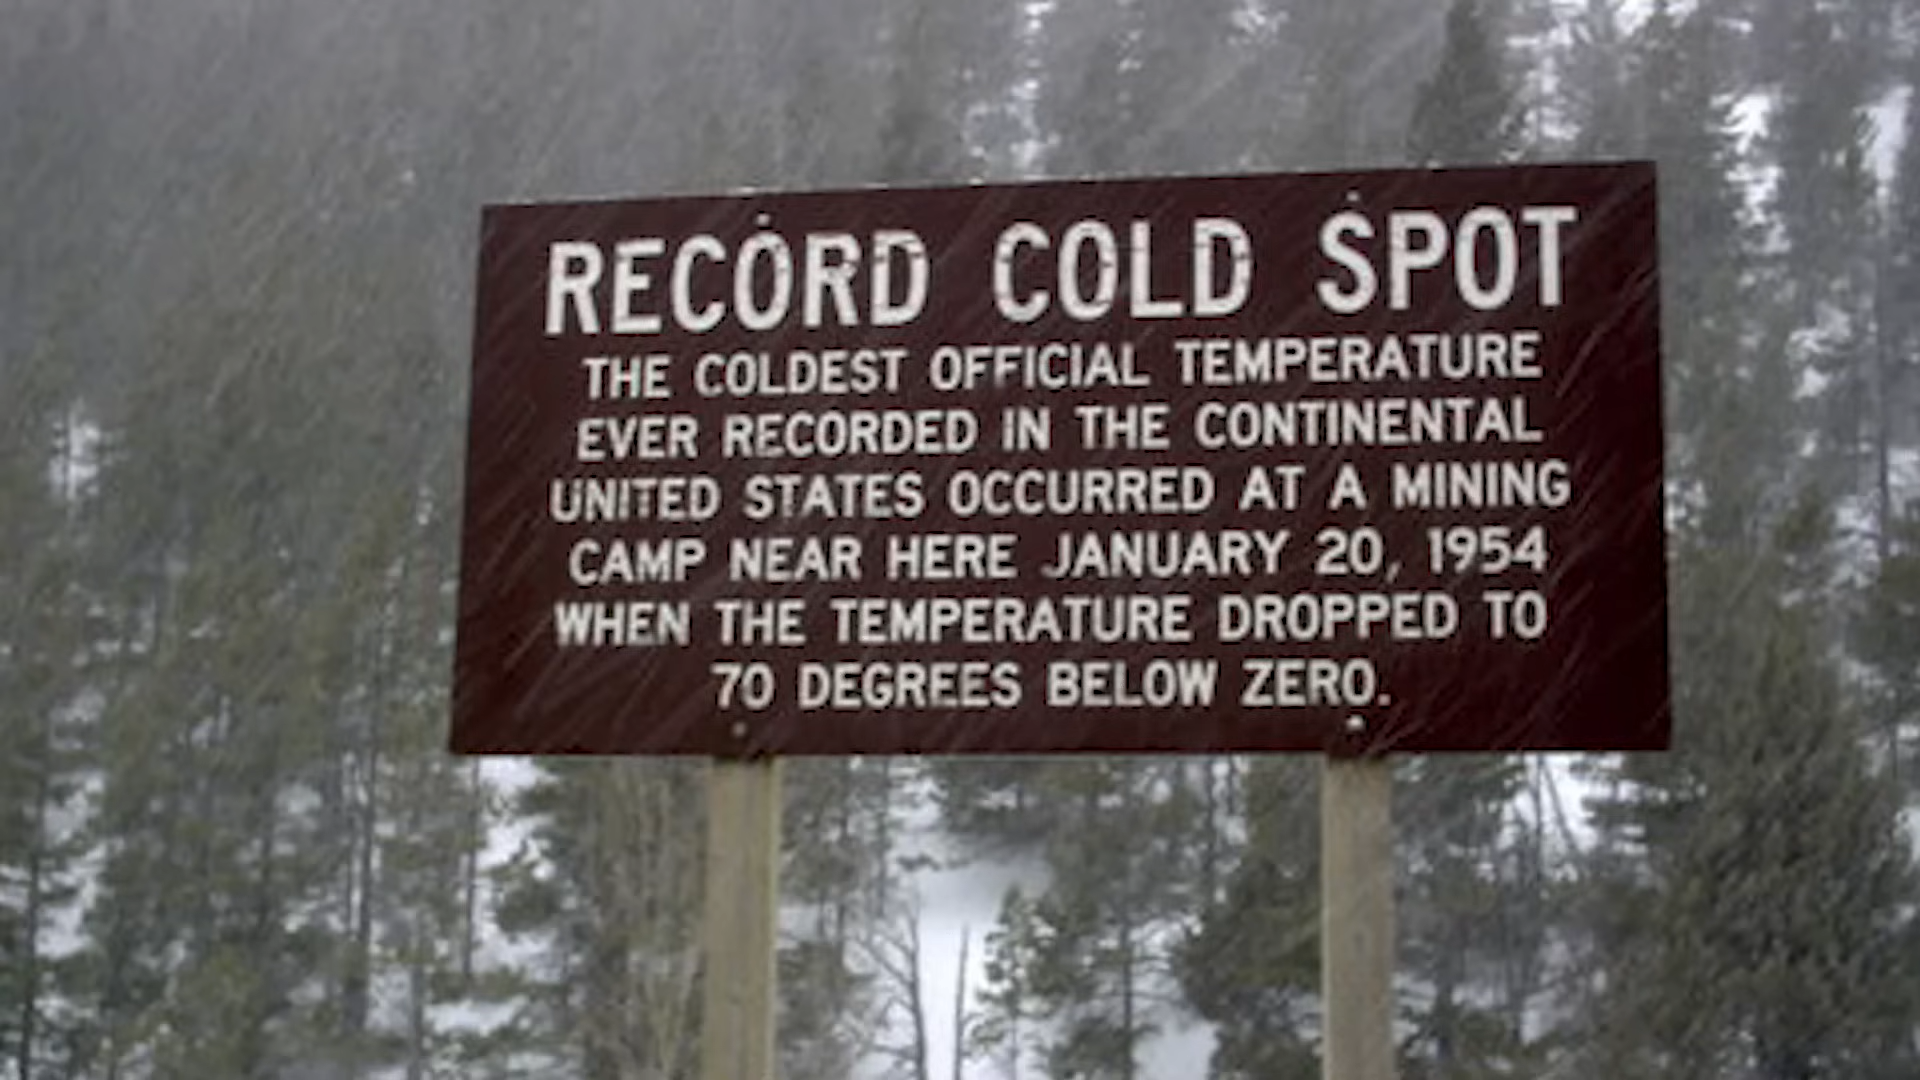 RECORD COLD SPOT
THE COLDEST OFFICIAL TEMPERATURE
EVER RECORDED IN THE CONTINENTAL
UNITED STATES OCCURRED AT A MINING
CAMP NEAR HERE JANUARY 20, 1954
WHEN THE TEMPERATURE DROPPED TO
70 DEGREES BELOW ZERO.